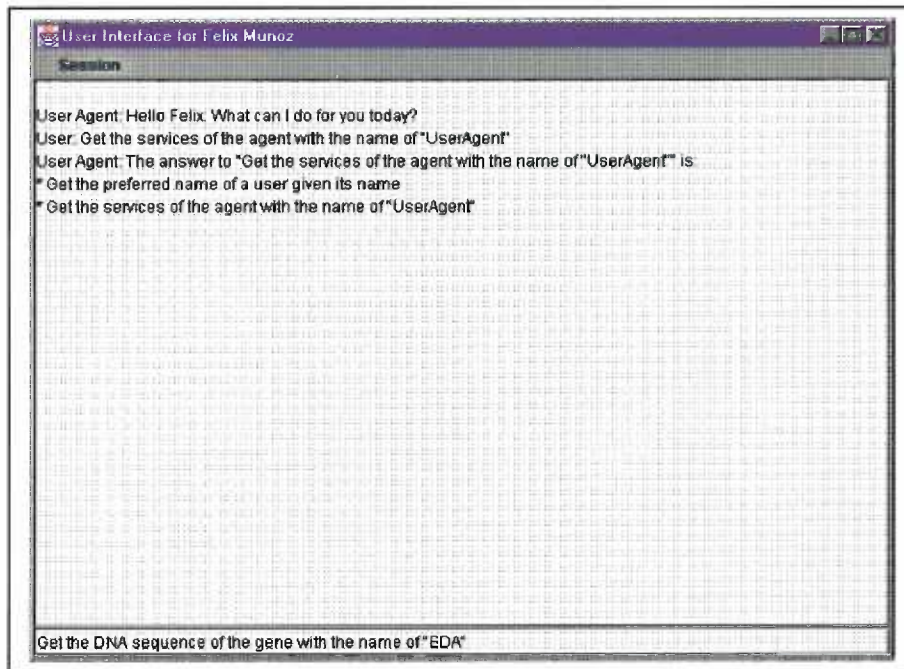 User Interface for Felix Munoz
Session
User Agent: Hello Felix. What can I do for you today?
User: Get the services of the agent with the name of "UserAgent"
User Agent: The answer to "Get the services of the agent with the name of "UserAgent"" is:
* Get the preferred name of a user given its name
* Get the services of the agent with the name of "UserAgent"
Get the DNA sequence of the gene with the name of "EDA"